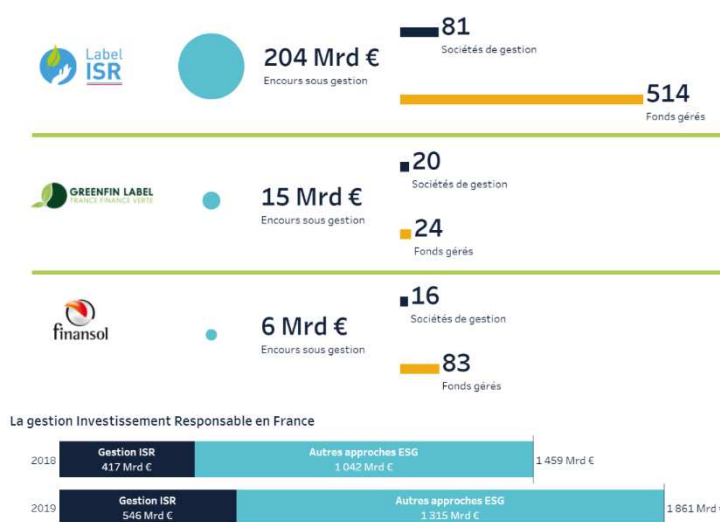 Label
ISR
204 Mrd €
Encours sous gestion
81
Sociétés de gestion
514
Fonds gérés
GREENFIN LABEL
FRANCE FINANCE VERTE
15 Mrd €
Encours sous gestion
20
Sociétés de gestion
24
Fonds gérés
finansol
6 Mrd €
Encours sous gestion
16
Sociétés de gestion
83
Fonds gérés
La gestion Investissement Responsable en France
2018
Gestion ISR
417 Mrd €
Autres approches ESG
1 042 Mrd €
1 459 Mrd €
2019
Gestion ISR
546 Mrd €
Autres approches ESG
1 315 Mrd €
1 861 Mrd €